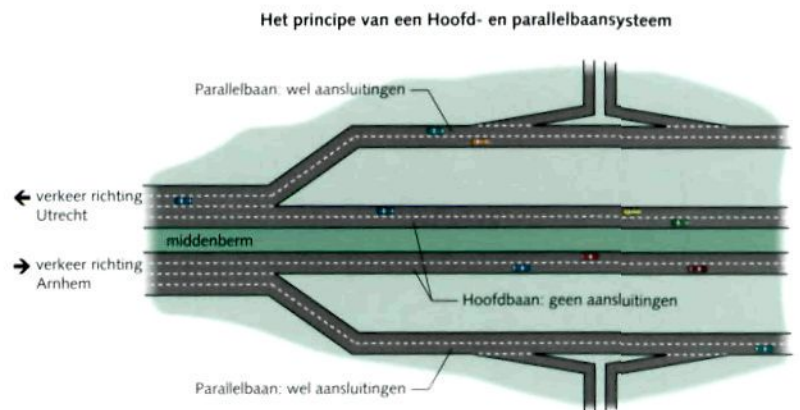 Het principe van een Hoofd- en parallelbaansysteem
Parallelbaan: wel aansluitingen
← verkeer richting
Utrecht
middenberm
→ verkeer richting
Arnhem
Hoofdbaan: geen aansluitingen
Parallelbaan: wel aansluitingen